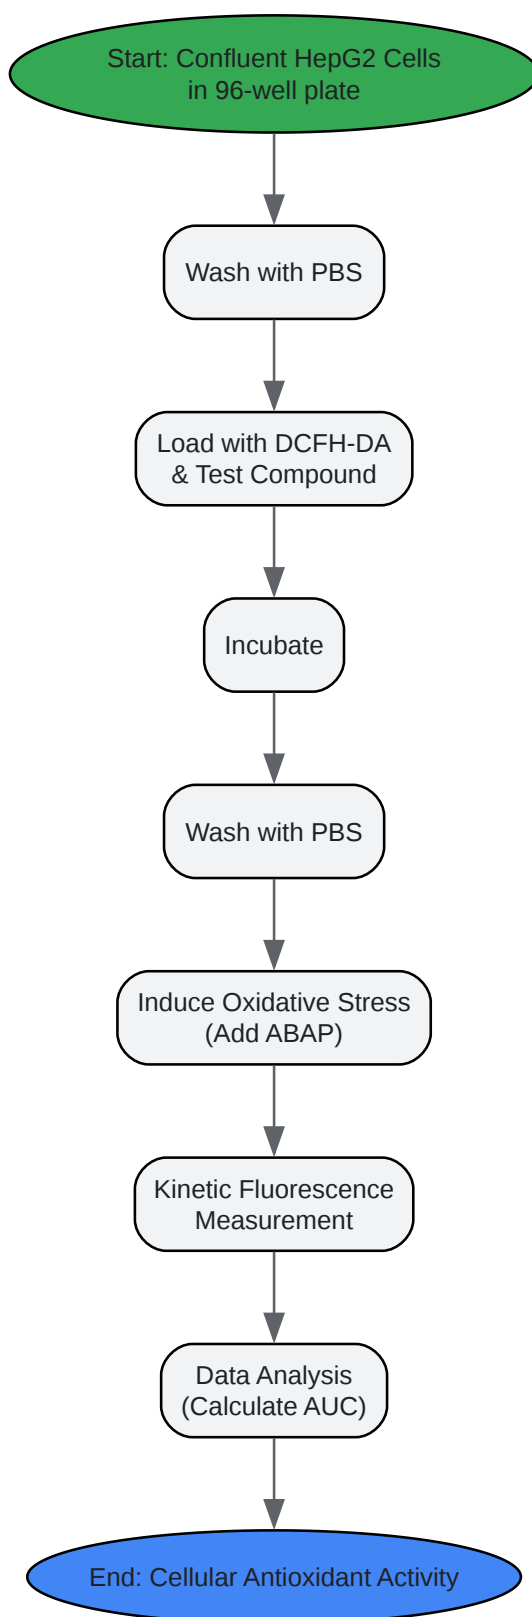 Start: Confluent HepG2 Cells
in 96-well plate
Wash with PBS
Load with DCFH-DA
& Test Compound
Incubate
Wash with PBS
Induce Oxidative Stress
(Add ABAP)
Kinetic Fluorescence
Measurement
Data Analysis
(Calculate AUC)
End: Cellular Antioxidant Activity